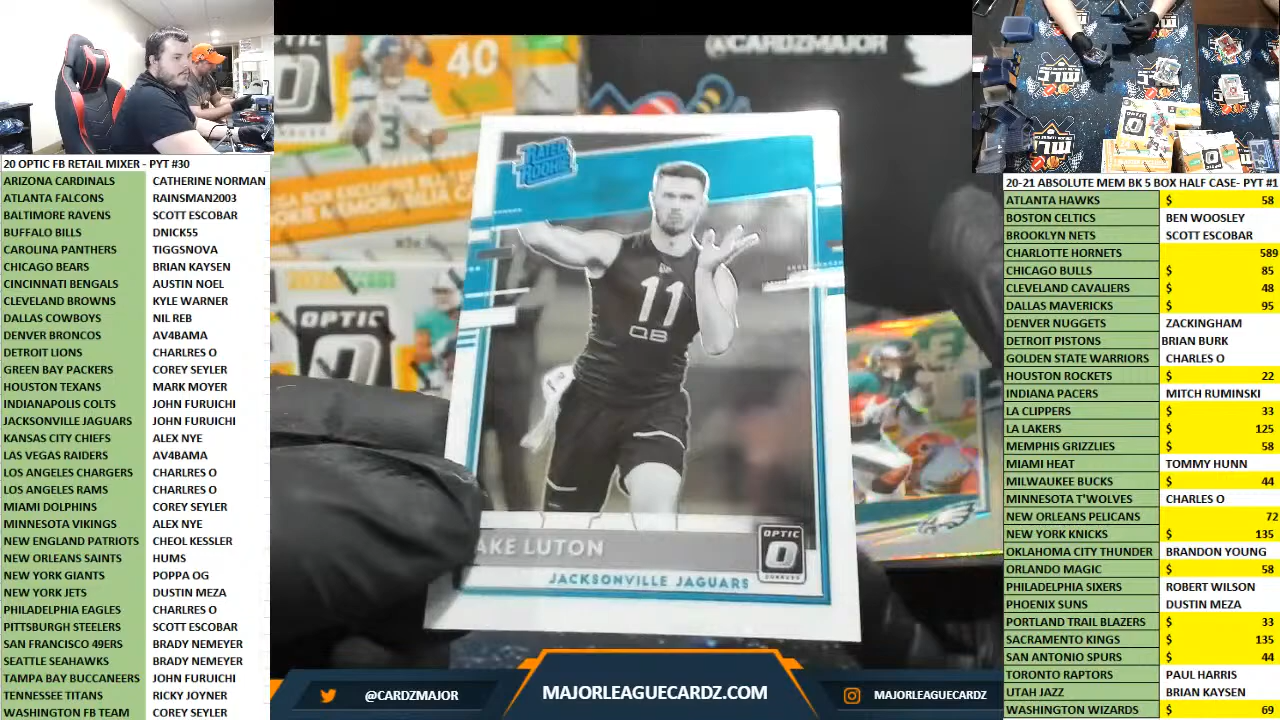 20 OPTIC FB RETAIL MIXER - PYT #30
ARIZONA CARDINALS CATHERINE NORMAN
ATLANTA FALCONS RAINSMAN2003
BALTIMORE RAVENS SCOTT ESCOBAR
BUFFALO BILLS DNICK55
CAROLINA PANTHERS TIGGSNOVA
CHICAGO BEARS BRIAN KAYSEN
CINCINNATI BENGALS AUSTIN NOEL
CLEVELAND BROWNS KYLE WARNER
DALLAS COWBOYS NIL REB
DENVER BRONCOS AV4BAMA
DETROIT LIONS CHARLRES O
GREEN BAY PACKERS COREY SEYLER
HOUSTON TEXANS MARK MOYER
INDIANAPOLIS COLTS JOHN FURUICHI
JACKSONVILLE JAGUARS JOHN FURUICHI
KANSAS CITY CHIEFS ALEX NYE
LAS VEGAS RAIDERS AV4BAMA
LOS ANGELES CHARGERS CHARLRES O
LOS ANGELES RAMS CHARLRES O
MIAMI DOLPHINS COREY SEYLER
MINNESOTA VIKINGS ALEX NYE
NEW ENGLAND PATRIOTS CHEOL KESSLER
NEW ORLEANS SAINTS HUMS
NEW YORK GIANTS POPPA OG
NEW YORK JETS DUSTIN MEZA
PHILADELPHIA EAGLES CHARLRES O
PITTSBURGH STEELERS SCOTT ESCOBAR
SAN FRANCISCO 49ERS BRADY NEMEYER
SEATTLE SEAHAWKS BRADY NEMEYER
TAMPA BAY BUCCANEERS JOHN FURUICHI
TENNESSEE TITANS RICKY JOYNER
WASHINGTON FB TEAM COREY SEYLER
@CARDZMAJOR
OPTIC
40
3
RATED
ROOKIE
11
QB
AKE LUTON
OPTIC
JACKSONVILLE JAGUARS
OPTIC
@CARDZMAJOR
MAJORLEAGUECARDZ.COM
MAJORLEAGUECARDZ
MLC
20-21 ABSOLUTE MEM BK 5 BOX HALF CASE- PYT #1
ATLANTA HAWKS $ 58
BOSTON CELTICS BEN WOOSLEY
BROOKLYN NETS SCOTT ESCOBAR
CHARLOTTE HORNETS 589
CHICAGO BULLS $ 85
CLEVELAND CAVALIERS $ 48
DALLAS MAVERICKS $ 95
DENVER NUGGETS ZACKINGHAM
DETROIT PISTONS BRIAN BURK
GOLDEN STATE WARRIORS CHARLES O
HOUSTON ROCKETS $ 22
INDIANA PACERS MITCH RUMINSKI
LA CLIPPERS $ 33
LA LAKERS $ 125
MEMPHIS GRIZZLIES $ 58
MIAMI HEAT TOMMY HUNN
MILWAUKEE BUCKS $ 44
MINNESOTA T'WOLVES CHARLES O
NEW ORLEANS PELICANS 72
NEW YORK KNICKS $ 135
OKLAHOMA CITY THUNDER BRANDON YOUNG
ORLANDO MAGIC $ 58
PHILADELPHIA SIXERS ROBERT WILSON
PHOENIX SUNS DUSTIN MEZA
PORTLAND TRAIL BLAZERS $ 33
SACRAMENTO KINGS $ 135
SAN ANTONIO SPURS $ 44
TORONTO RAPTORS PAUL HARRIS
UTAH JAZZ BRIAN KAYSEN
WASHINGTON WIZARDS $ 69